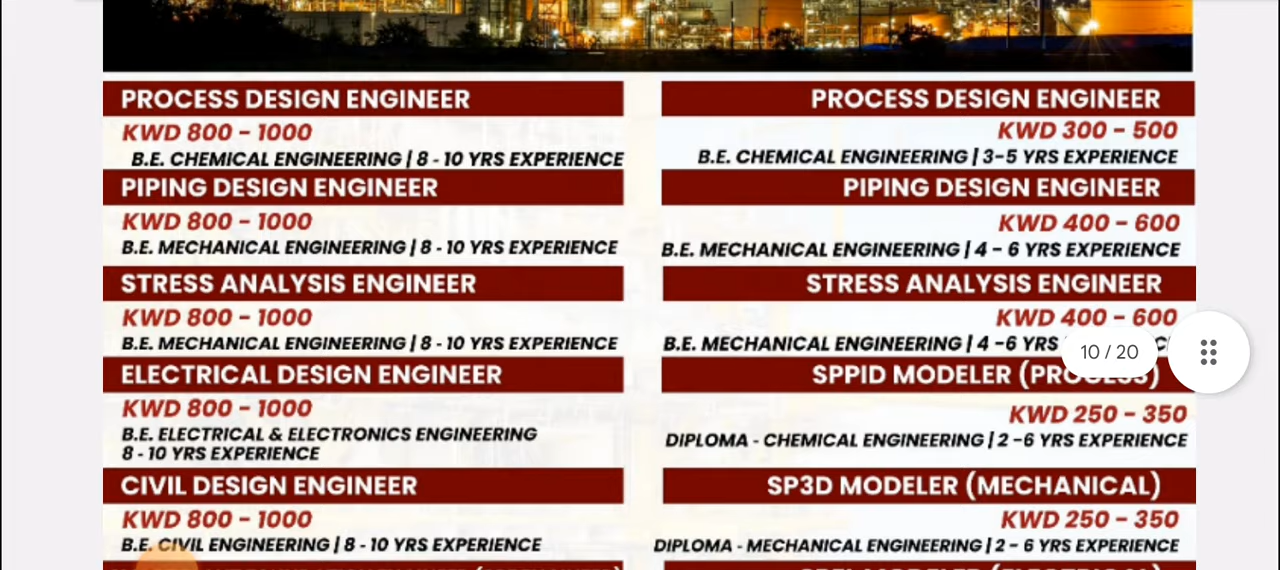 PROCESS DESIGN ENGINEER
KWD 800 - 1000
B.E. CHEMICAL ENGINEERING | 8 - 10 YRS EXPERIENCE
PIPING DESIGN ENGINEER
KWD 800 - 1000
B.E. MECHANICAL ENGINEERING | 8 - 10 YRS EXPERIENCE
STRESS ANALYSIS ENGINEER
KWD 800 - 1000
B.E. MECHANICAL ENGINEERING | 8 - 10 YRS EXPERIENCE
ELECTRICAL DESIGN ENGINEER
KWD 800 - 1000
B.E. ELECTRICAL & ELECTRONICS ENGINEERING
8 - 10 YRS EXPERIENCE
CIVIL DESIGN ENGINEER
KWD 800 - 1000
B.E. CIVIL ENGINEERING | 8 - 10 YRS EXPERIENCE
PROCESS DESIGN ENGINEER
KWD 300 - 500
B.E. CHEMICAL ENGINEERING | 3-5 YRS EXPERIENCE
PIPING DESIGN ENGINEER
KWD 400 - 600
B.E. MECHANICAL ENGINEERING | 4 - 6 YRS EXPERIENCE
STRESS ANALYSIS ENGINEER
KWD 400 - 600
B.E. MECHANICAL ENGINEERING | 4 -6 YRS
10 / 20
SPPID MODELER (PROCESS)
KWD 250 - 350
DIPLOMA - CHEMICAL ENGINEERING | 2 -6 YRS EXPERIENCE
SP3D MODELER (MECHANICAL)
KWD 250 - 350
DIPLOMA - MECHANICAL ENGINEERING | 2 - 6 YRS EXPERIENCE